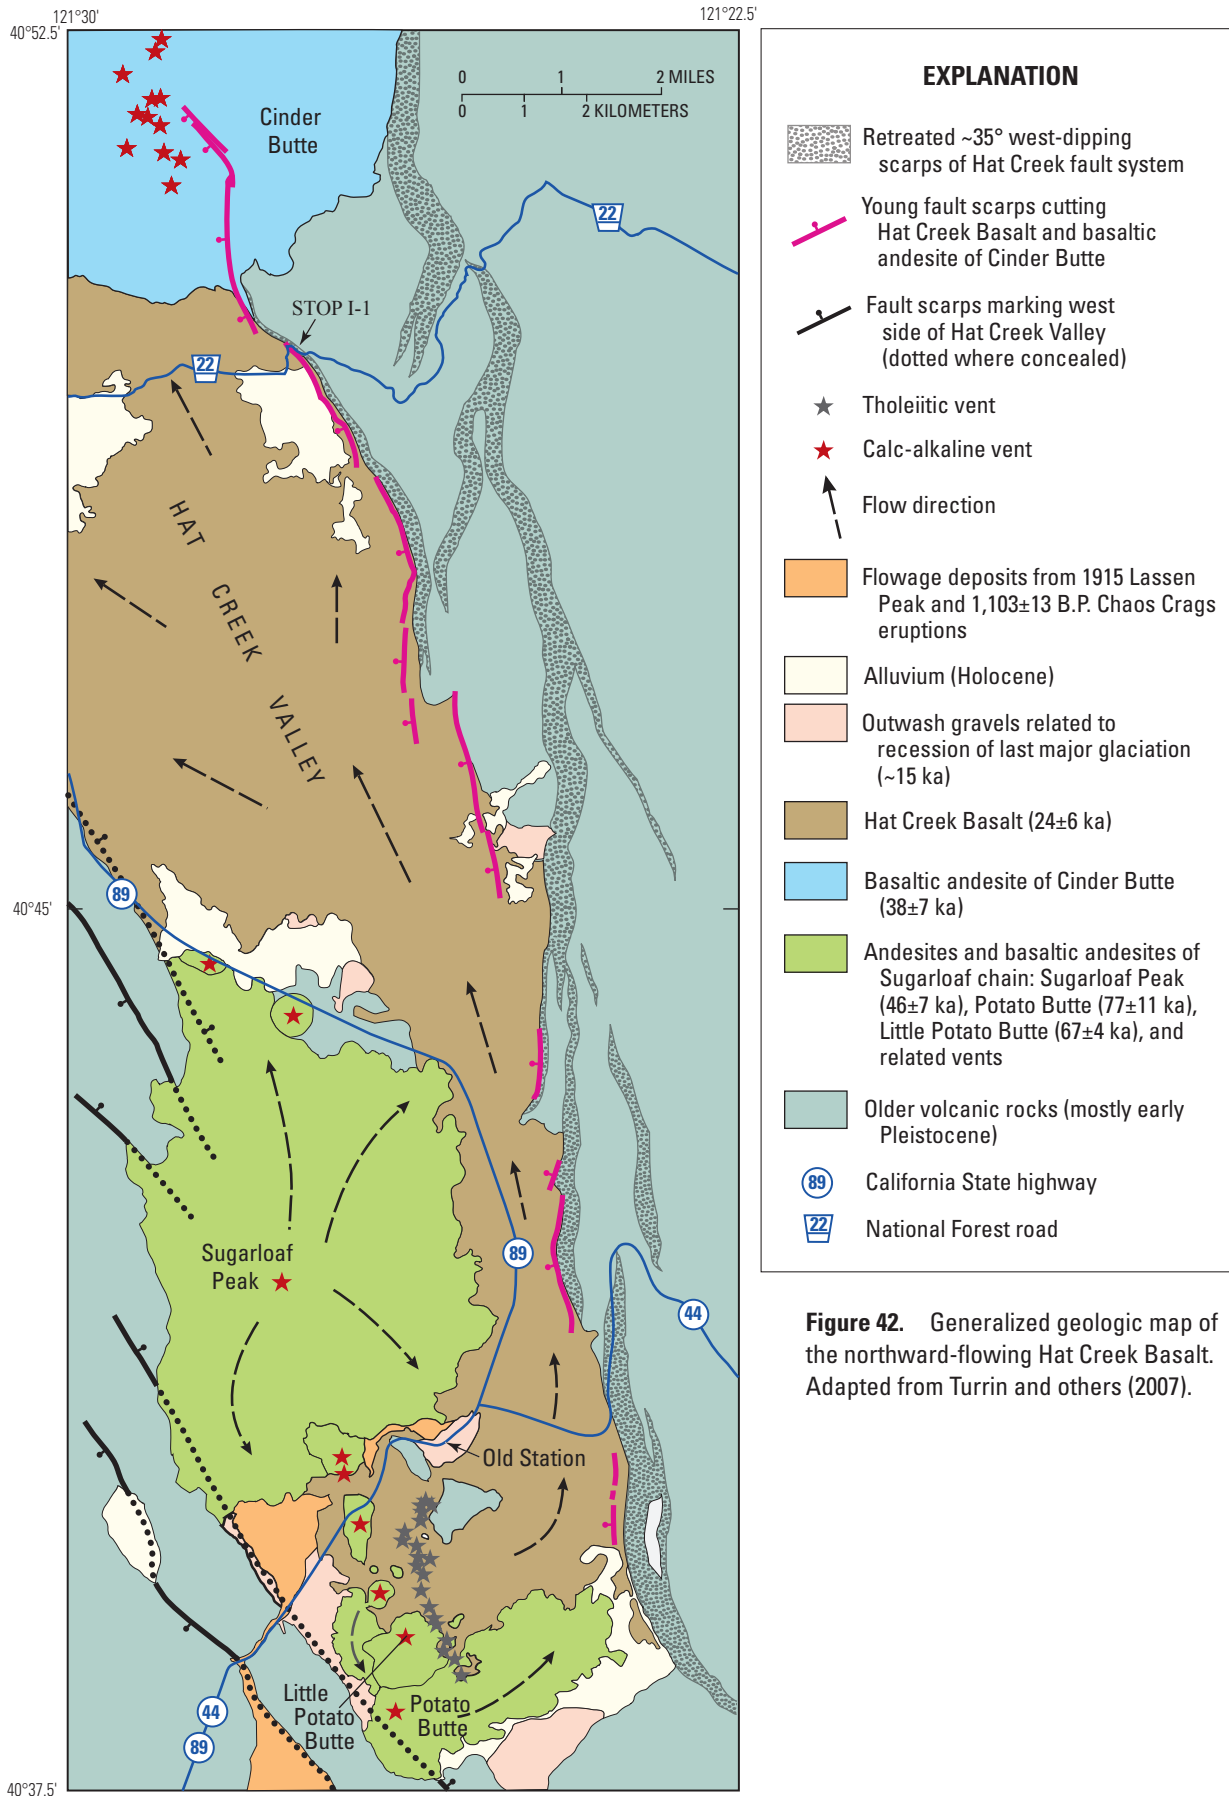 121°30'
121°22.5'
40°52.5'
0 1 2 MILES
0 1 2 KILOMETERS
Cinder
Butte
22
STOP I-1
22
HAT CREEK VALLEY
89
40°45'
Sugarloaf
Peak
89
44
Old Station
Little
Potato
Butte
Potato
Butte
44
89
40°37.5'
EXPLANATION
Retreated ~35° west-dipping
scarps of Hat Creek fault system
Young fault scarps cutting
Hat Creek Basalt and basaltic
andesite of Cinder Butte
Fault scarps marking west
side of Hat Creek Valley
(dotted where concealed)
Tholeiitic vent
Calc-alkaline vent
Flow direction
Flowage deposits from 1915 Lassen
Peak and 1,103±13 B.P. Chaos Crags
eruptions
Alluvium (Holocene)
Outwash gravels related to
recession of last major glaciation
(~15 ka)
Hat Creek Basalt (24±6 ka)
Basaltic andesite of Cinder Butte
(38±7 ka)
Andesites and basaltic andesites of
Sugarloaf chain: Sugarloaf Peak
(46±7 ka), Potato Butte (77±11 ka),
Little Potato Butte (67±4 ka), and
related vents
Older volcanic rocks (mostly early
Pleistocene)
89 California State highway
22 National Forest road
Figure 42. Generalized geologic map of
the northward-flowing Hat Creek Basalt.
Adapted from Turrin and others (2007).